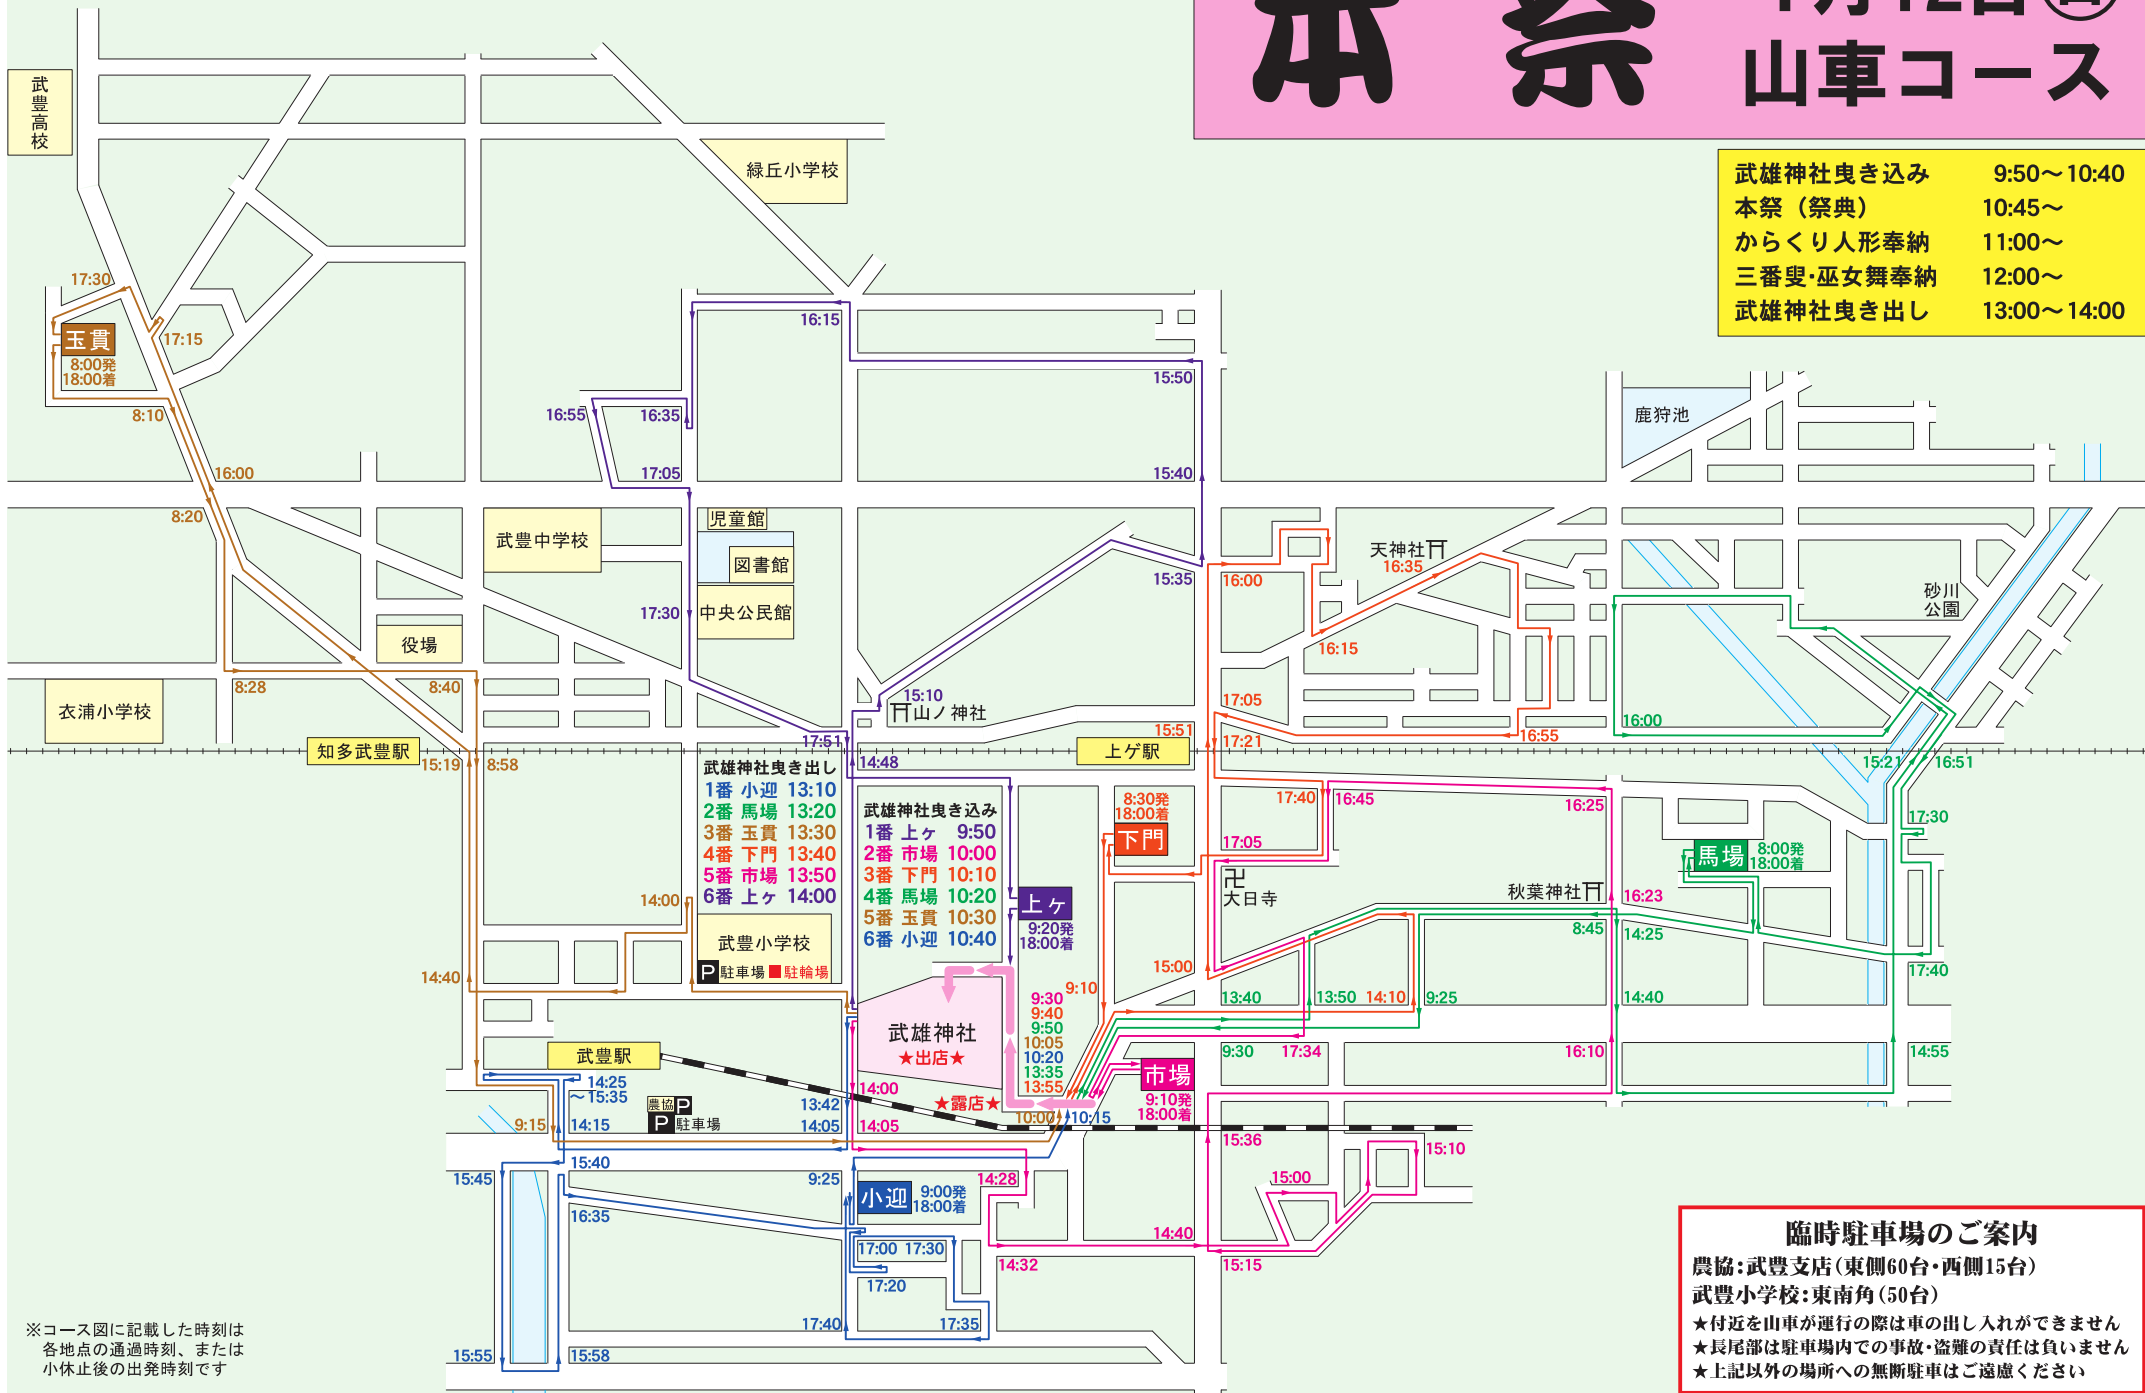 本祭
4月12日㊐
山車コース
武雄神社曳き込み 9:50〜10:40
本祭（祭典） 10:45〜
からくり人形奉納 11:00〜
三番叟・巫女舞奉納 12:00〜
武雄神社曳き出し 13:00〜14:00
武豊高校
緑丘小学校
17:30
玉貫
8:00発
18:00着
17:15
8:10
16:00
8:20
16:15
15:50
16:55
16:35
17:05
15:40
鹿狩池
武豊中学校
児童館
図書館
中央公民館
17:30
15:35
16:00
天神社
16:35
16:15
砂川
公園
役場
8:28
8:40
衣浦小学校
15:10
山ノ神社
17:05
15:51
17:21
16:55
16:00
知多武豊駅
15:19
8:58
17:51
14:48
上ゲ駅
15:21
16:51
武雄神社曳き出し
1番 小迎 13:10
2番 馬場 13:20
3番 玉貫 13:30
4番 下門 13:40
5番 市場 13:50
6番 上ヶ 14:00
武雄神社曳き込み
1番 上ヶ 9:50
2番 市場 10:00
3番 下門 10:10
4番 馬場 10:20
5番 玉貫 10:30
6番 小迎 10:40
8:30発
18:00着
下門
17:40
16:45
16:25
17:30
17:05
馬場
8:00発
18:00着
大日寺
秋葉神社
16:23
8:45
14:25
14:00
上ヶ
9:20発
18:00着
武豊小学校
P 駐車場 ■駐輪場
14:40
15:00
17:40
9:10
9:30
9:40
9:50
10:05
10:20
13:35
13:55
13:40
13:50
14:10
9:25
14:40
武雄神社
★出店★
武豊駅
9:30
17:34
16:10
14:55
市場
9:10発
18:00着
14:25
〜15:35
14:00
★露店★
農協P
P 駐車場
13:42
14:05
14:05
10:00
10:15
9:15
14:15
15:36
15:10
15:40
15:45
9:25
小迎
9:00発
18:00着
14:28
15:00
16:35
17:00
17:30
14:40
14:32
15:15
17:20
17:40
17:35
15:55
15:58
※コース図に記載した時刻は
各地点の通過時刻、または
小休止後の出発時刻です
臨時駐車場のご案内
農協：武豊支店（東側60台・西側15台）
武豊小学校：東南角（50台）
★付近を山車が運行の際は車の出し入れができません
★長尾部は駐車場内での事故・盗難の責任は負いません
★上記以外の場所への無断駐車はご遠慮ください